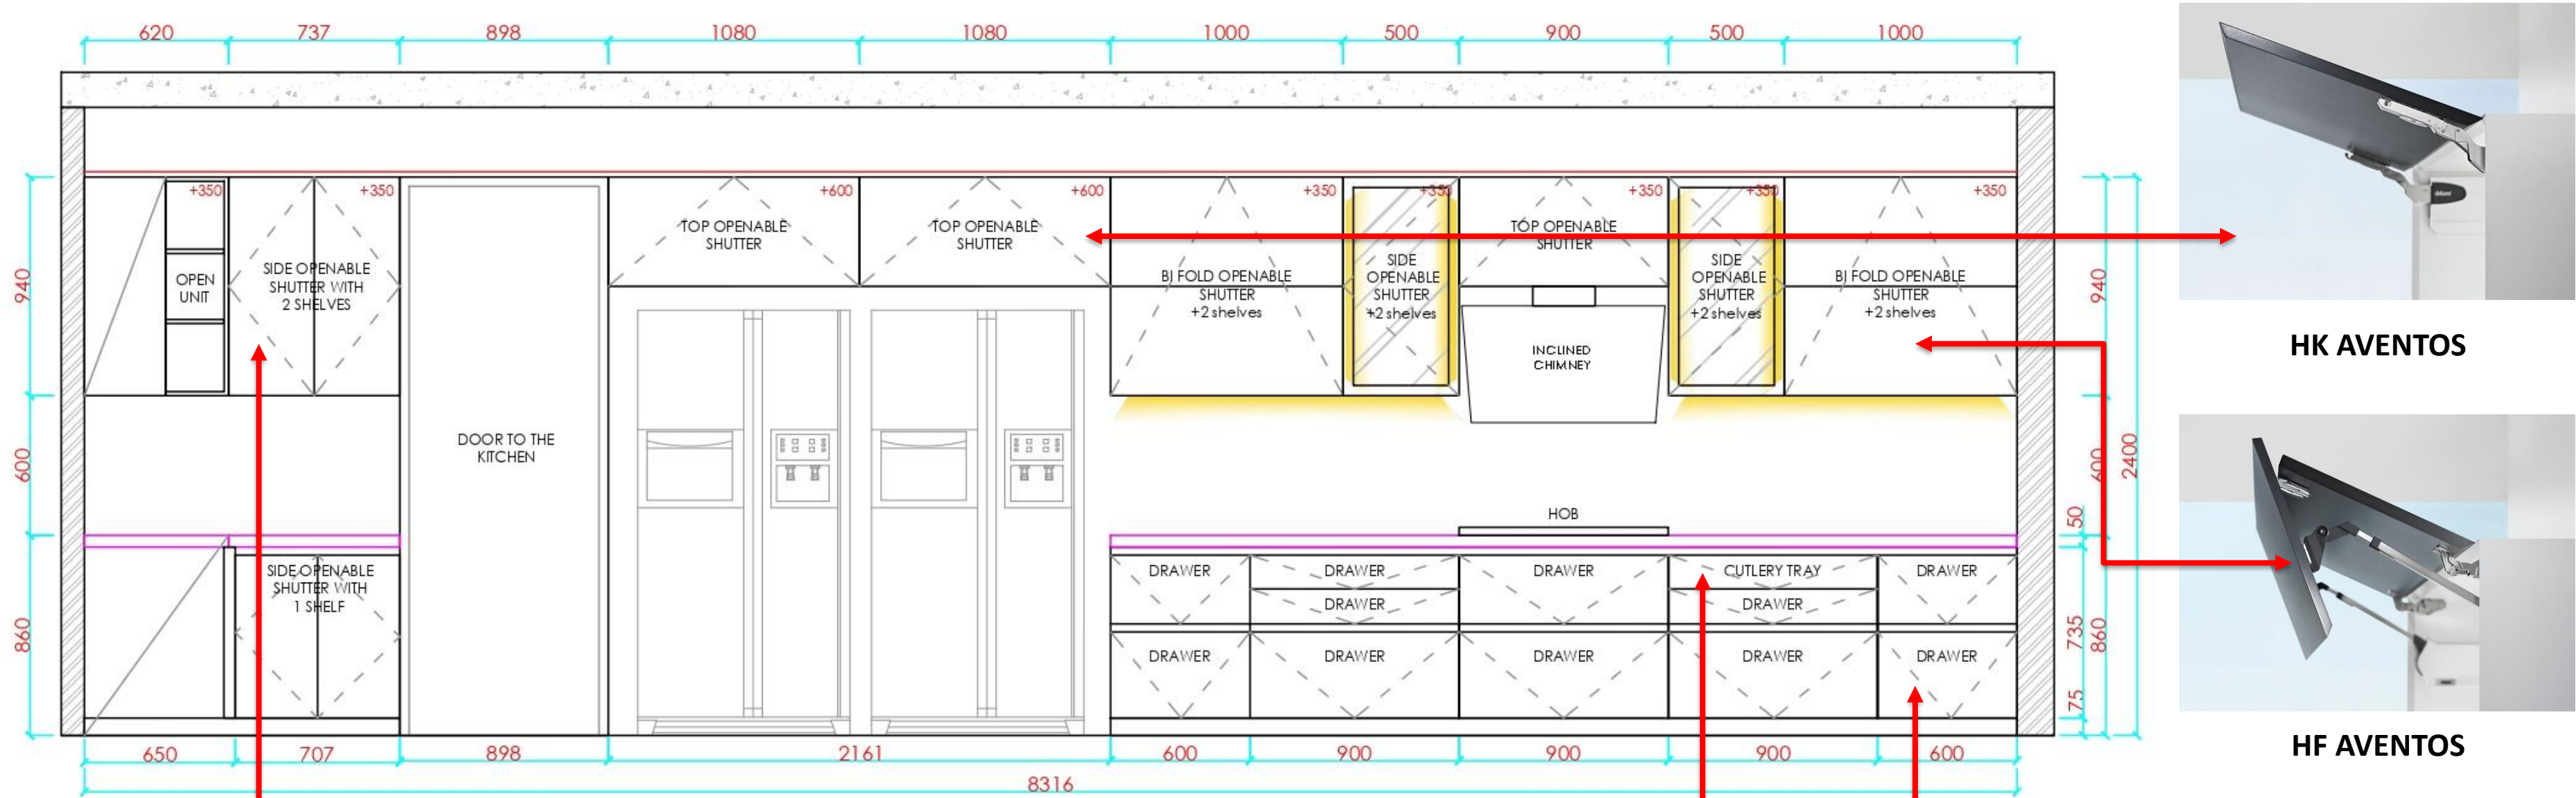 620 737 898 1080 1080 1000 500 900 500 1000
+350 +350 +600 +600 +350 +350 +350 +350 +350
TOP OPENABLE
SHUTTER
TOP OPENABLE
SHUTTER
TOP OPENABLE
SHUTTER
OPEN
UNIT
SIDE OPENABLE
SHUTTER WITH
2 SHELVES
BI FOLD OPENABLE
SHUTTER
+2 shelves
SIDE
OPENABLE
SHUTTER
+2 shelves
SIDE
OPENABLE
SHUTTER
+2 shelves
BI FOLD OPENABLE
SHUTTER
+2 shelves
INCLINED
CHIMNEY
DOOR TO THE
KITCHEN
HOB
SIDE OPENABLE
SHUTTER WITH
1 SHELF
DRAWER DRAWER DRAWER CUTLERY TRAY DRAWER
DRAWER DRAWER
DRAWER DRAWER DRAWER DRAWER DRAWER
940
600
860
940
600
2400
50
735
860
75
650 707 898 2161 600 900 900 900 600
8316
HK AVENTOS
HF AVENTOS